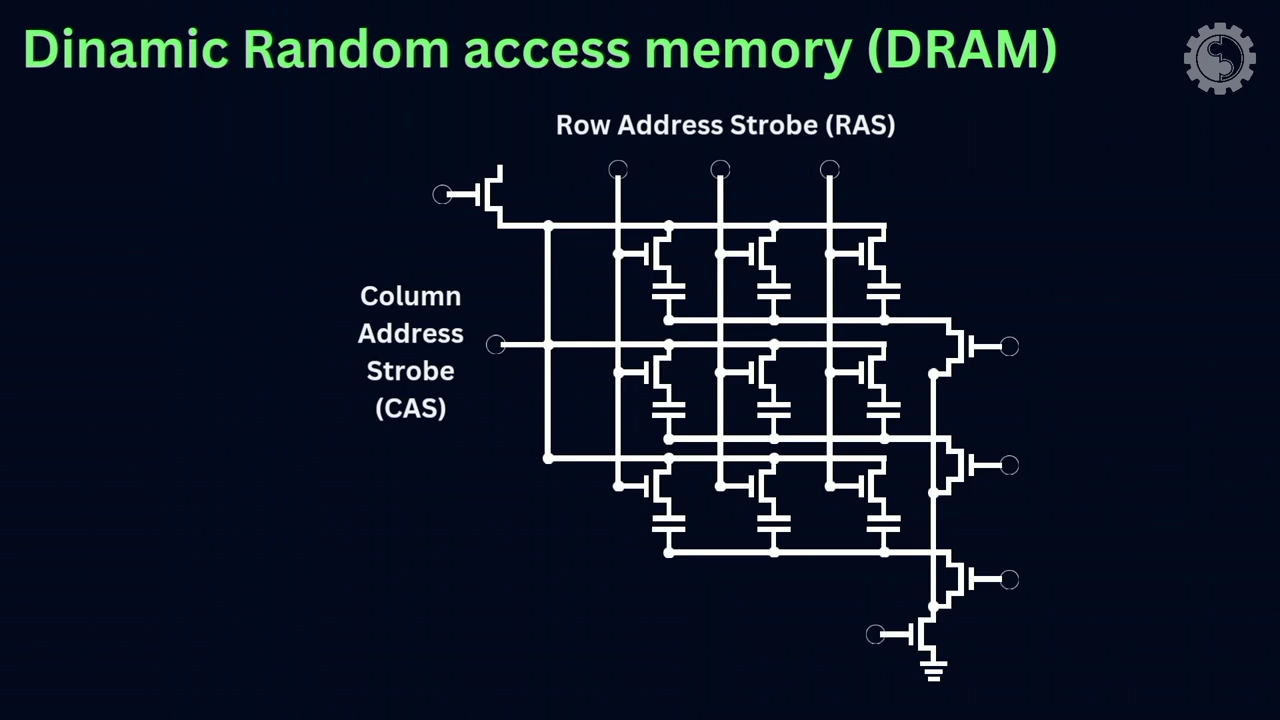 Dinamic Random access memory (DRAM)
Row Address Strobe (RAS)
Column
Address
Strobe
(CAS)